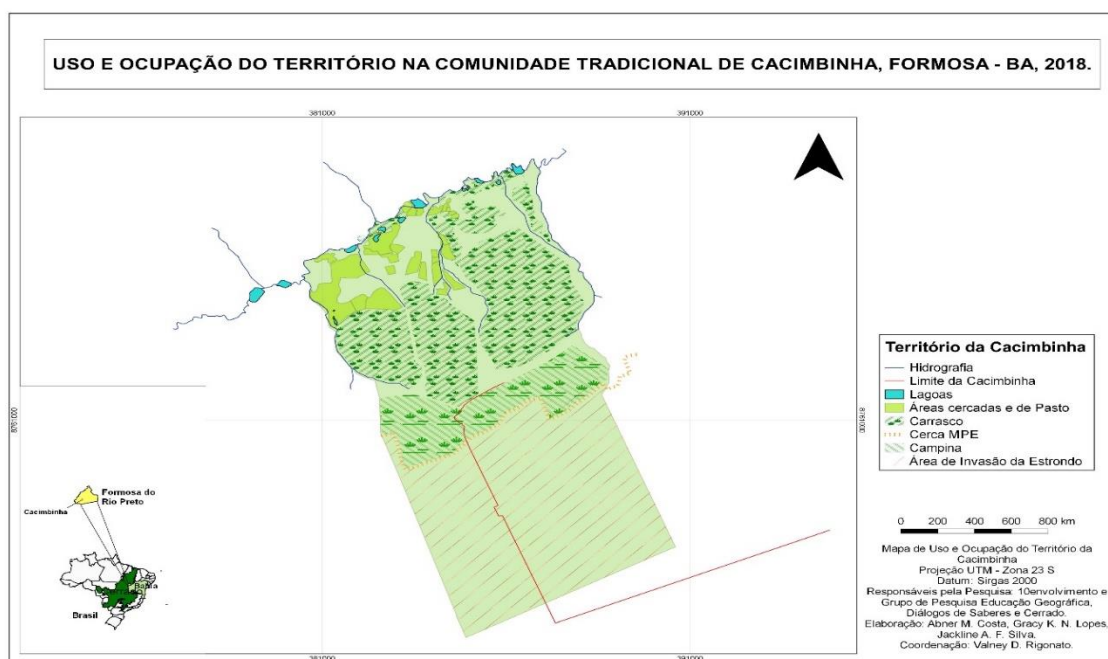 USO E OCUPAÇÃO DO TERRITÓRIO NA COMUNIDADE TRADICIONAL DE CACIMBINHA, FORMOSA - BA, 2018.
381000
391000
8761000
8761000
Território da Cacimbinha
Hidrografia
Limite da Cacimbinha
Lagoas
Áreas cercadas e de Pasto
Carrasco
Cerca MPE
Campina
Área de Invasão da Estrondo
0 200 400 600 800 km
Mapa de Uso e Ocupação do Território da
Cacimbinha
Projeção UTM - Zona 23 S
Datum: Sirgas 2000
Responsáveis pela Pesquisa: 10envolvimento e
Grupo de Pesquisa Educação Geográfica,
Diálogos de Saberes e Cerrado.
Elaboração: Abner M. Costa, Gracy K. N. Lopes,
Jackline A. F. Silva.
Coordenação: Valney D. Rigonato.
Formosa do
Rio Preto
Cacimbinha
Bahia
Brasil
381000
391000